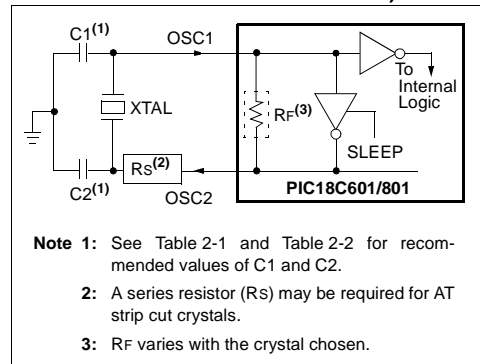 C1(1)
OSC1
To
Internal
Logic
XTAL
RF(3)
SLEEP
RS(2)
C2(1)
OSC2
PIC18C601/801
Note 1: See Table 2-1 and Table 2-2 for recom-
mended values of C1 and C2.
2: A series resistor (RS) may be required for AT
strip cut crystals.
3: RF varies with the crystal chosen.